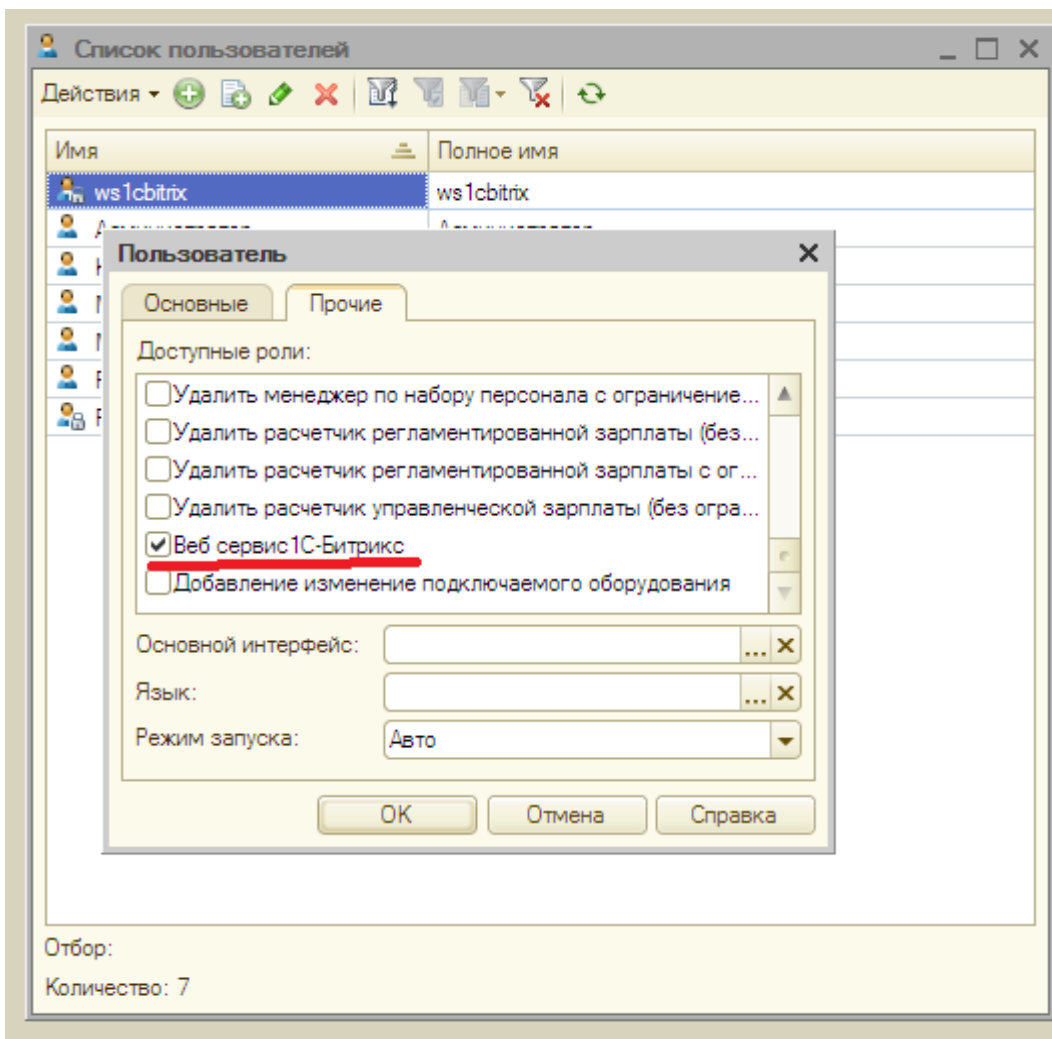 Список пользователей
Действия
Имя Полное имя
ws1cbitrix ws1cbitrix
Пользователь
Основные Прочие
Доступные роли:
Удалить менеджер по набору персонала с ограничение...
Удалить расчетчик регламентированной зарплаты (без...
Удалить расчетчик регламентированной зарплаты с ог...
Удалить расчетчик управленческой зарплаты (без огра...
Веб сервис1С-Битрикс
Добавление изменение подключаемого оборудования
Основной интерфейс: ...
Язык: ...
Режим запуска: Авто
OK Отмена Справка
Отбор:
Количество: 7